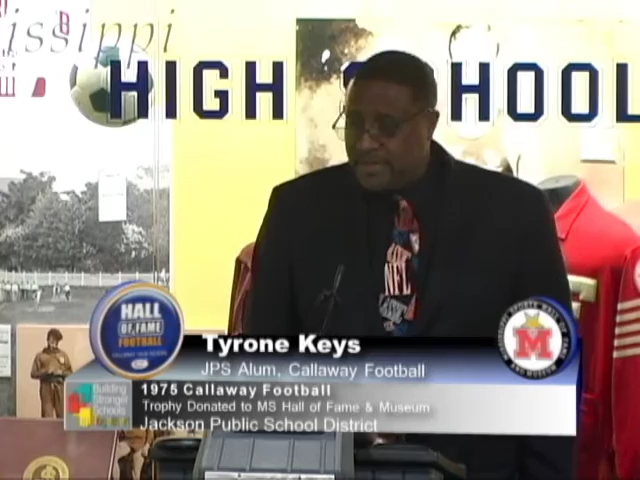 issippi
HIGH SCHOOL
NFL
HALL
OF FAME
FOOTBALL
M
Tyrone Keys
JPS Alum, Callaway Football
Building
Stronger
Schools
1975 Callaway Football
Trophy Donated to MS Hall of Fame & Museum
Jackson Public School District